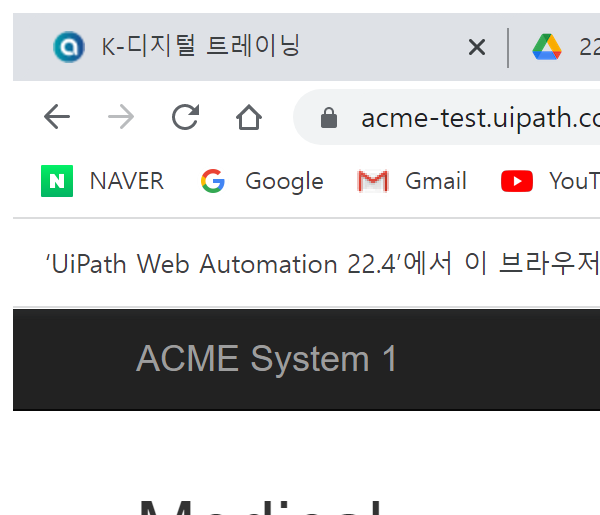 K-디지털 트레이닝 22
acme-test.uipath.co
NAVER Google Gmail YouT
‘UiPath Web Automation 22.4’에서 이 브라우저
ACME System 1
Medical